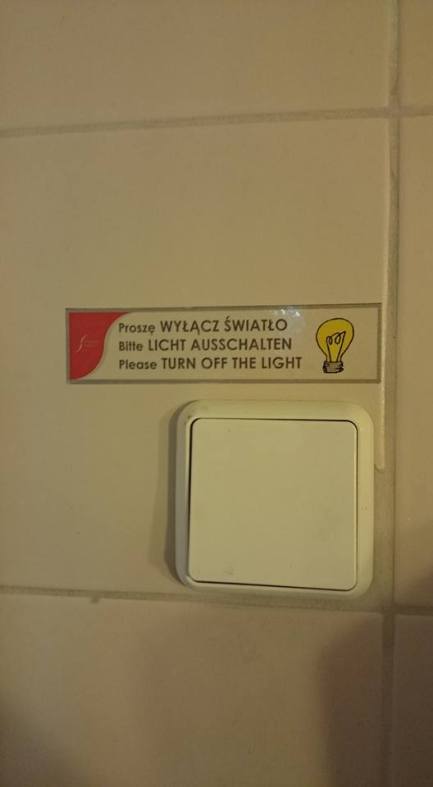 Proszę WYŁĄCZ ŚWIATŁO
Bitte LICHT AUSSCHALTEN
Please TURN OFF THE LIGHT